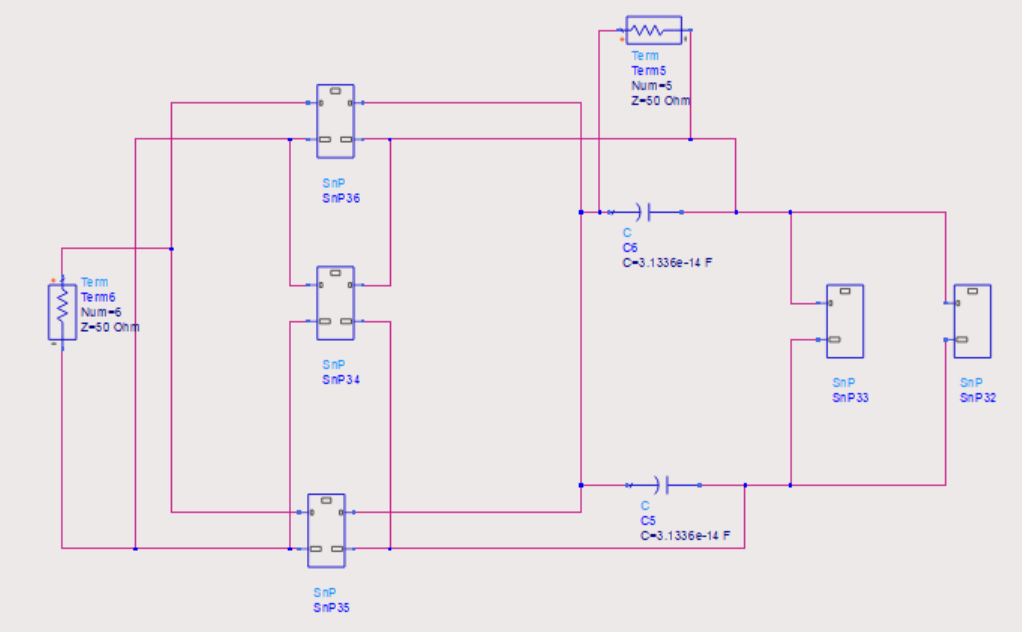 Term
Term5
Num=5
Z=50 Ohm
SnP
SnP36
C
C6
C=3.1336e-14 F
Term
Term6
Num=6
Z=50 Ohm
SnP
SnP34
SnP
SnP33
SnP
SnP32
C
C5
C=3.1336e-14 F
SnP
SnP35